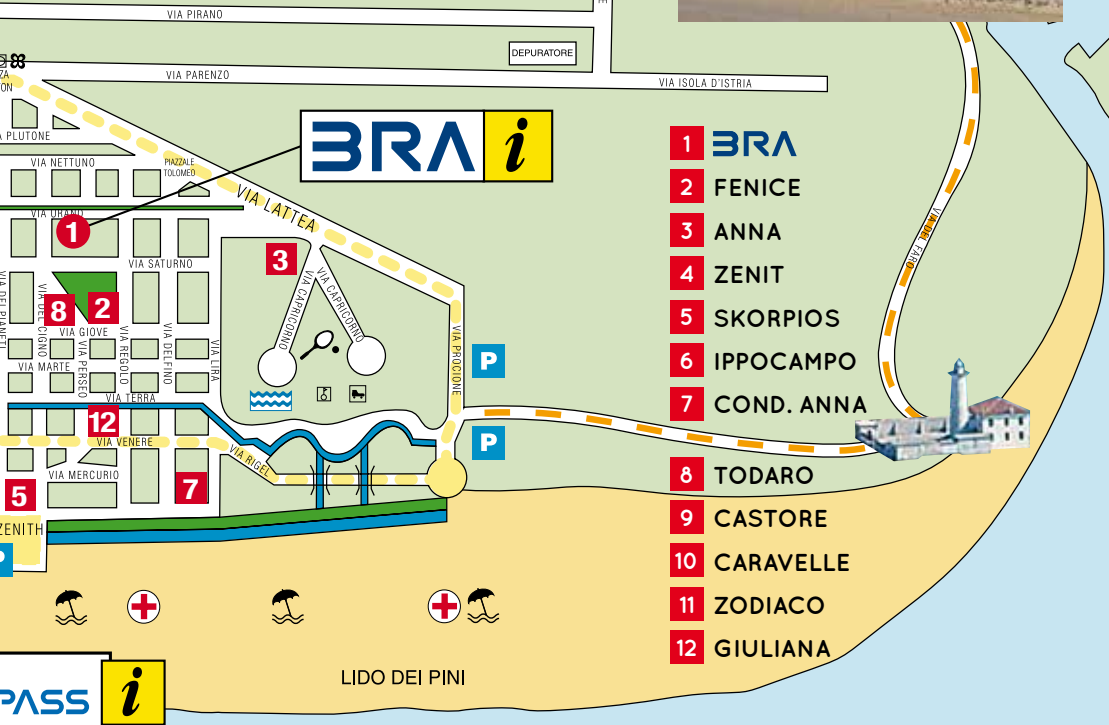 VIA PIRANO
DEPURATORE
VIA PARENZO
VIA ISOLA D'ISTRIA
PLUTONE
VIA NETTUNO
PIAZZALE
TOLOMEO
BRA i
VIA LATTEA
VIA URANO
1
VIA SATURNO
3
VIA CAPRICORNO
VIA CAPRICORNO
VIA DEL FARO
VIA DEI PIANETI
VIA DEL CIGNO
8
2
VIA GIOVE
VIA PERSEO
VIA REGOLO
VIA DELFINO
VIA LIRA
VIA MARTE
VIA PROCIONE
P
VIA TERRA
12
VIA VENERE
P
VIA RIGEL
VIA MERCURIO
5
7
ZENITH
P
LIDO DEI PINI
PASS i
1 BRA
2 FENICE
3 ANNA
4 ZENIT
5 SKORPIOS
6 IPPOCAMPO
7 COND. ANNA
8 TODARO
9 CASTORE
10 CARAVELLE
11 ZODIACO
12 GIULIANA